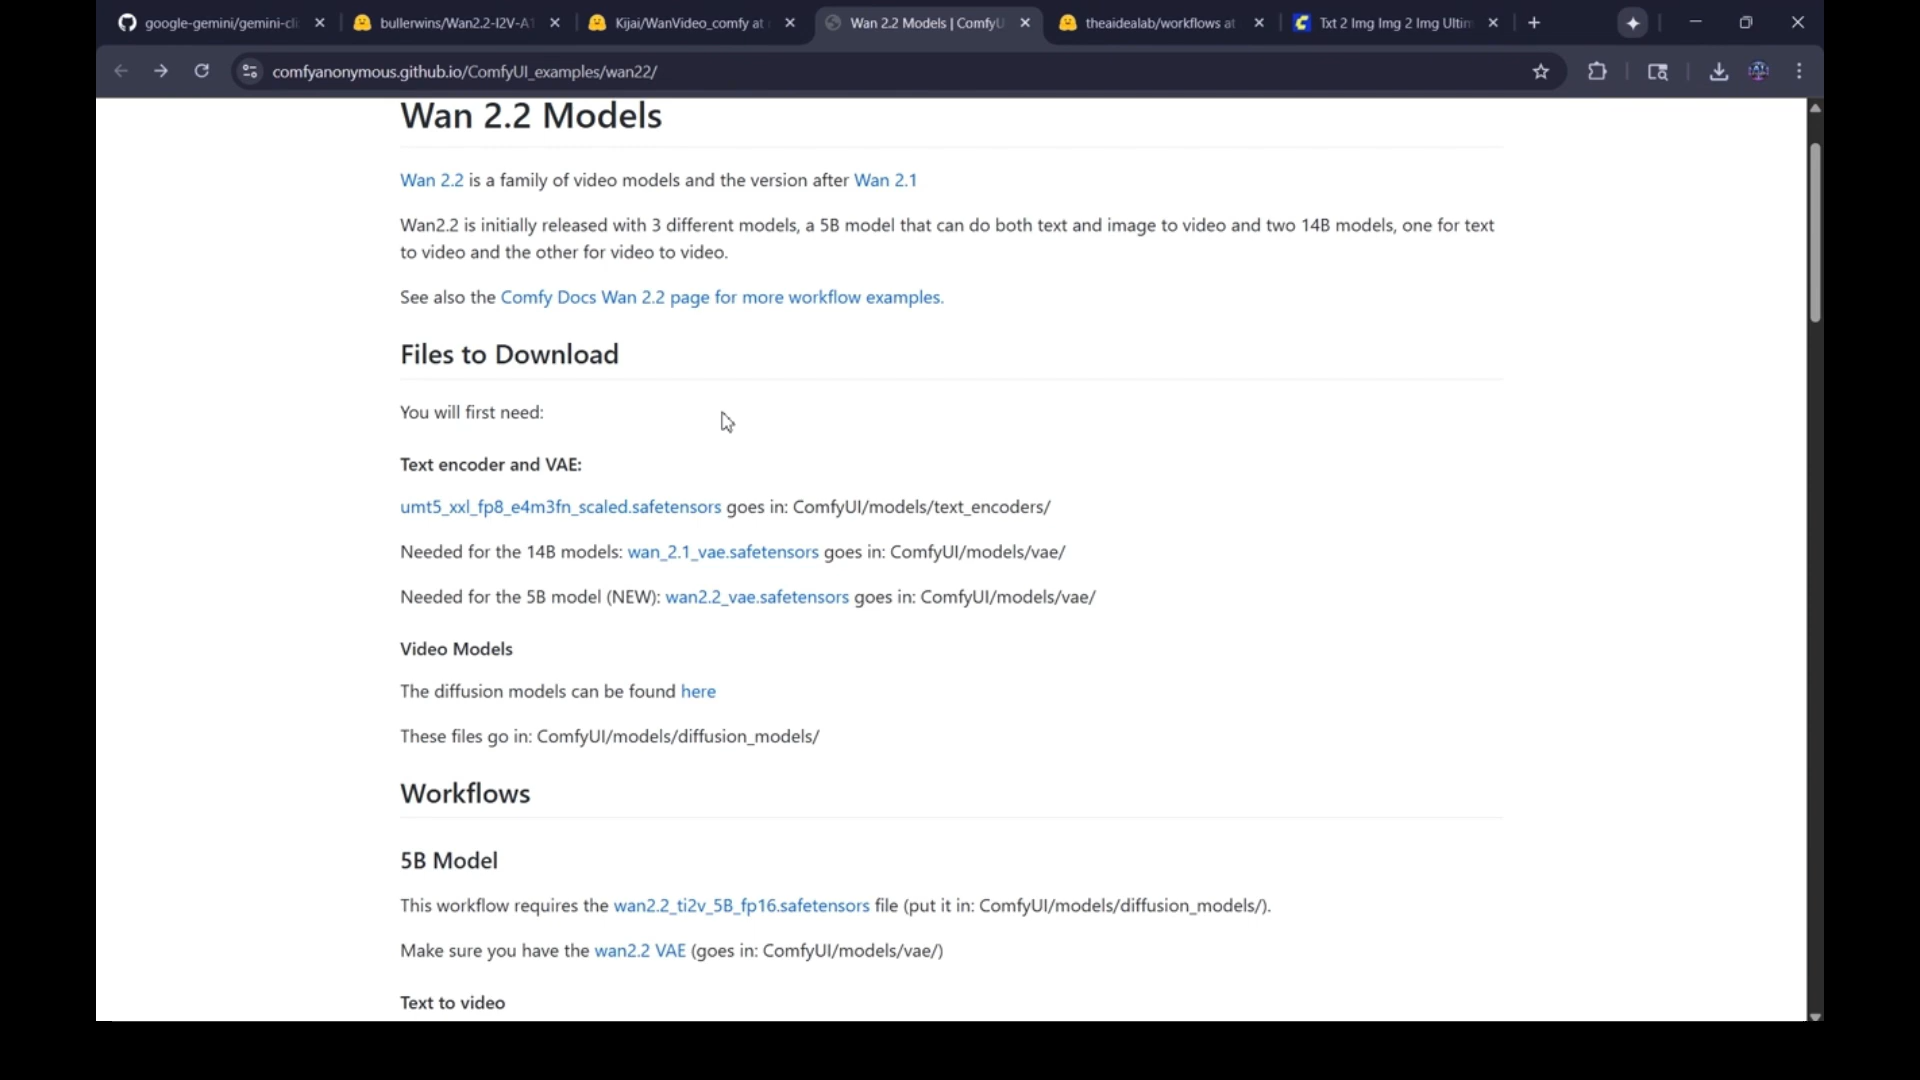 google-gemini/gemini-cli
bullerwins/Wan2.2-I2V-A1
Kijai/WanVideo_comfy at
Wan 2.2 Models | ComfyU
theaidealab/workflows at
Txt 2 Img Img 2 Img Ultim
comfyanonymous.github.io/ComfyUI_examples/wan22/
Wan 2.2 Models
Wan 2.2 is a family of video models and the version after Wan 2.1
Wan2.2 is initially released with 3 different models, a 5B model that can do both text and image to video and two 14B models, one for text
to video and the other for video to video.
See also the Comfy Docs Wan 2.2 page for more workflow examples.
Files to Download
You will first need:
Text encoder and VAE:
umt5_xxl_fp8_e4m3fn_scaled.safetensors goes in: ComfyUI/models/text_encoders/
Needed for the 14B models: wan_2.1_vae.safetensors goes in: ComfyUI/models/vae/
Needed for the 5B model (NEW): wan2.2_vae.safetensors goes in: ComfyUI/models/vae/
Video Models
The diffusion models can be found here
These files go in: ComfyUI/models/diffusion_models/
Workflows
5B Model
This workflow requires the wan2.2_ti2v_5B_fp16.safetensors file (put it in: ComfyUI/models/diffusion_models/).
Make sure you have the wan2.2 VAE (goes in: ComfyUI/models/vae/)
Text to video